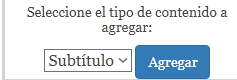 Seleccione el tipo de contenido a
agregar:
Subtítulo Agregar